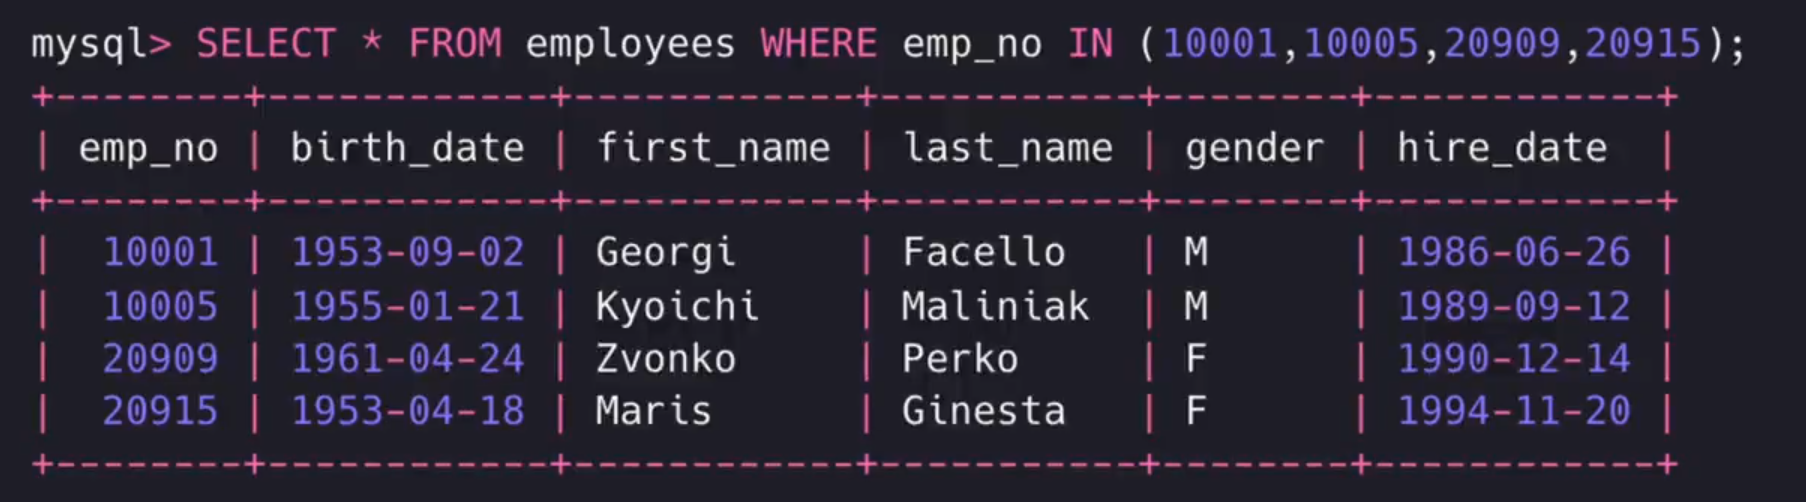 mysql> SELECT * FROM employees WHERE emp_no IN (10001,10005,20909,20915);
+--------+------------+------------+-----------+--------+------------+
| emp_no | birth_date | first_name | last_name | gender | hire_date  |
+--------+------------+------------+-----------+--------+------------+
|  10001 | 1953-09-02 | Georgi     | Facello   | M      | 1986-06-26 |
|  10005 | 1955-01-21 | Kyoichi    | Maliniak  | M      | 1989-09-12 |
|  20909 | 1961-04-24 | Zvonko     | Perko     | F      | 1990-12-14 |
|  20915 | 1953-04-18 | Maris      | Ginesta   | F      | 1994-11-20 |
+--------+------------+------------+-----------+--------+------------+